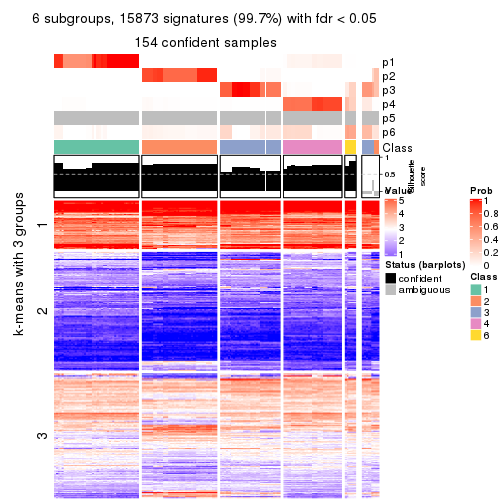 6 subgroups, 15873 signatures (99.7%) with fdr < 0.05
154 confident samples
p1
p2
p3
p4
p5
p6
Class
1
0.5
0
Silhouette
score
k-means with 3 groups
1
2
3
Value
5
4
3
2
1
Status (barplots)
confident
ambiguous
Prob
1
0.8
0.6
0.4
0.2
0
Class
1
2
3
4
6